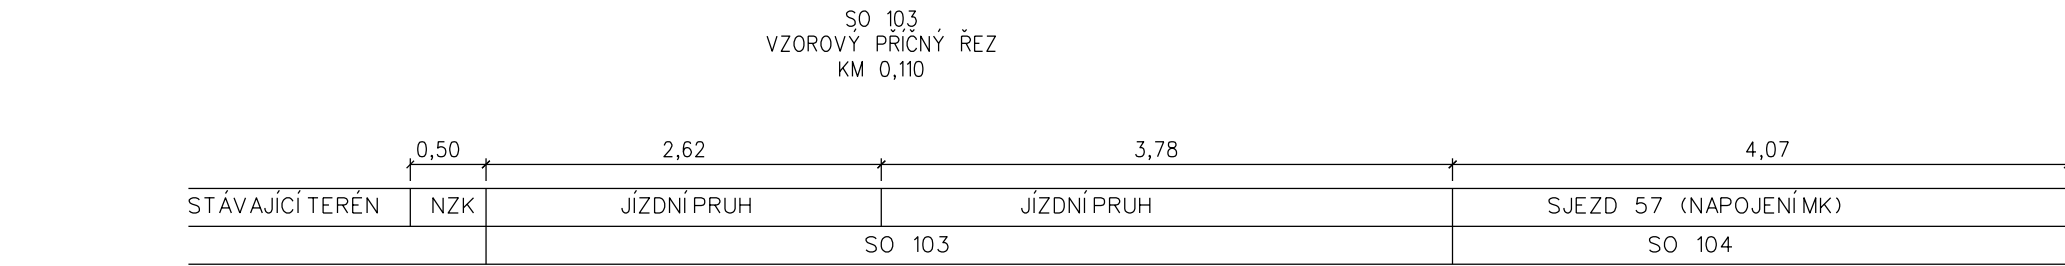 SO 103
VZOROVÝ PŘÍČNÝ ŘEZ
KM 0,110
0,50 2,62 3,78 4,07
STÁVAJÍCÍ TERÉN NZK JÍZDNÍ PRUH JÍZDNÍ PRUH SJEZD 57 (NAPOJENÍ MK)
SO 103 SO 104